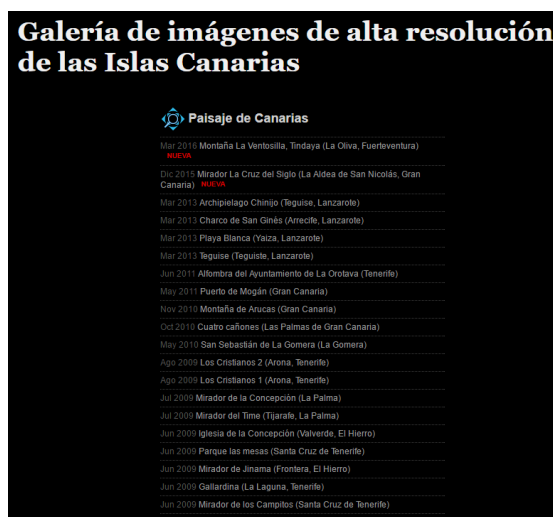 Galería de imágenes de alta resolución
de las Islas Canarias
Paisaje de Canarias
Mar 2016 Montaña La Ventosilla, Tindaya (La Oliva, Fuerteventura)
NUEVA
Dic 2015 Mirador La Cruz del Siglo (La Aldea de San Nicolás, Gran
Canaria) NUEVA
Mar 2013 Archipielago Chinijo (Teguise, Lanzarote)
Mar 2013 Charco de San Ginés (Arrecife, Lanzarote)
Mar 2013 Playa Blanca (Yaiza, Lanzarote)
Mar 2013 Teguise (Teguiste, Lanzarote)
Jun 2011 Alfombra del Ayuntamiento de La Orotava (Tenerife)
May 2011 Puerto de Mogán (Gran Canaria)
Nov 2010 Montaña de Arucas (Gran Canaria)
Oct 2010 Cuatro cañones (Las Palmas de Gran Canaria)
May 2010 San Sebastián de La Gomera (La Gomera)
Ago 2009 Los Cristianos 2 (Arona, Tenerife)
Ago 2009 Los Cristianos 1 (Arona, Tenerife)
Jul 2009 Mirador de la Concepción (La Palma)
Jul 2009 Mirador del Time (Tijarafe, La Palma)
Jun 2009 Iglesia de la Concepción (Valverde, El Hierro)
Jun 2009 Parque las mesas (Santa Cruz de Tenerife)
Jun 2009 Mirador de Jinama (Frontera, El Hierro)
Jun 2009 Gallardina (La Laguna, Tenerife)
Jun 2009 Mirador de los Campitos (Santa Cruz de Tenerife)